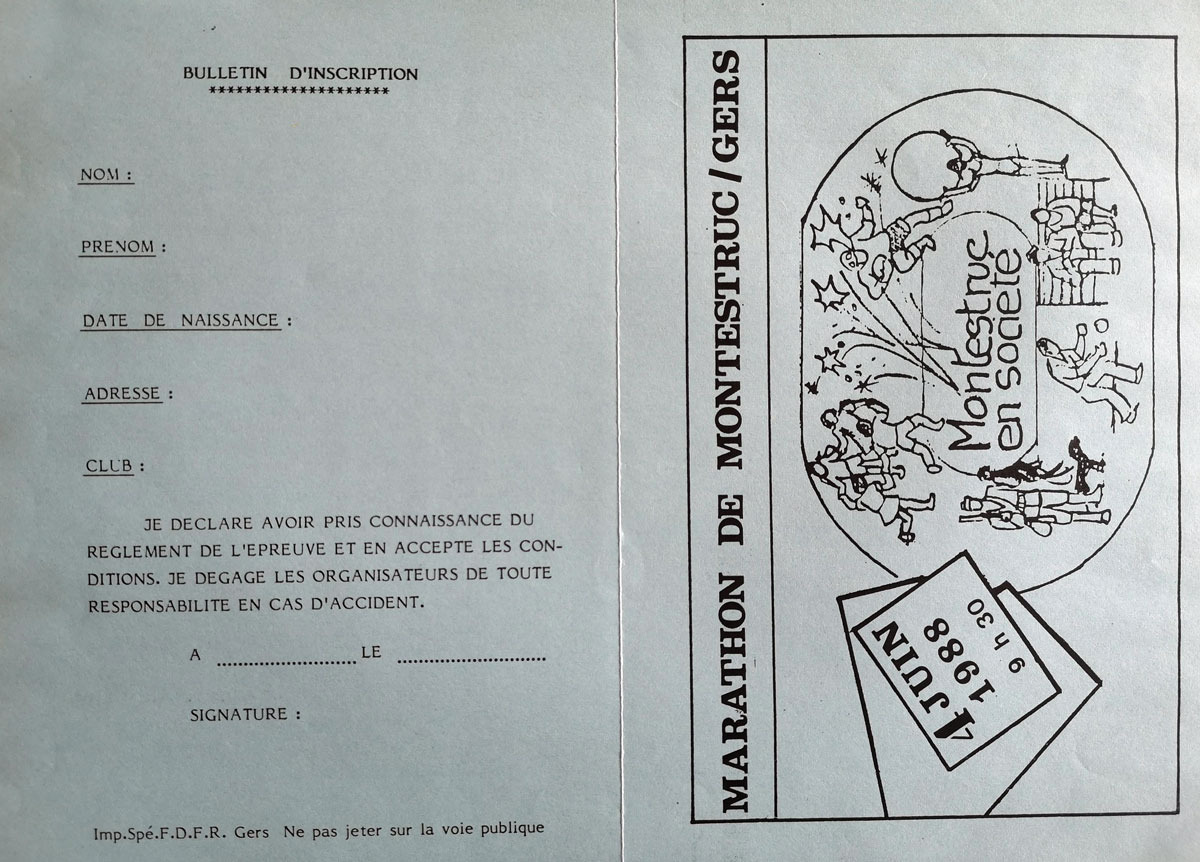 BULLETIN D'INSCRIPTION
********************
NOM :
PRENOM :
DATE DE NAISSANCE :
ADRESSE :
CLUB :
JE DECLARE AVOIR PRIS CONNAISSANCE DU
REGLEMENT DE L'EPREUVE ET EN ACCEPTE LES CON-
DITIONS. JE DEGAGE LES ORGANISATEURS DE TOUTE
RESPONSABILITE EN CAS D'ACCIDENT.
A ........................ LE ..........................
SIGNATURE :
Imp.Spé.F.D.F.R. Gers Ne pas jeter sur la voie publique
MARATHON DE MONTESTRUC/GERS
Montestruc
en societé
4 JUIN
1988
9 h 30